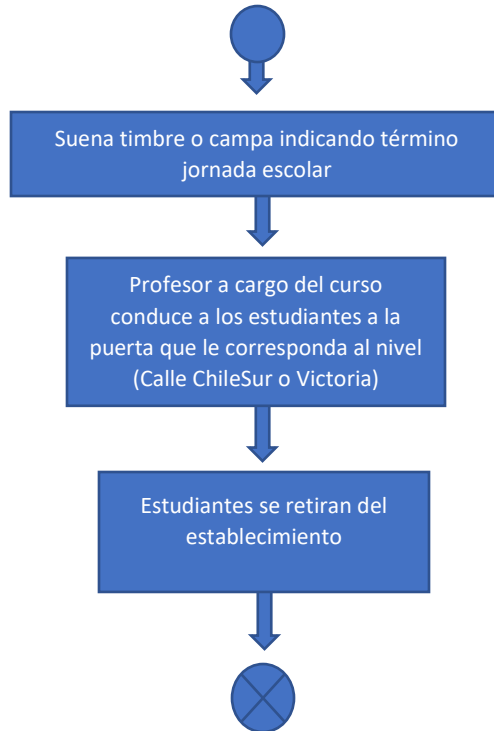 Suena timbre o campa indicando término
jornada escolar
Profesor a cargo del curso
conduce a los estudiantes a la
puerta que le corresponda al nivel
(Calle ChileSur o Victoria)
Estudiantes se retiran del
establecimiento